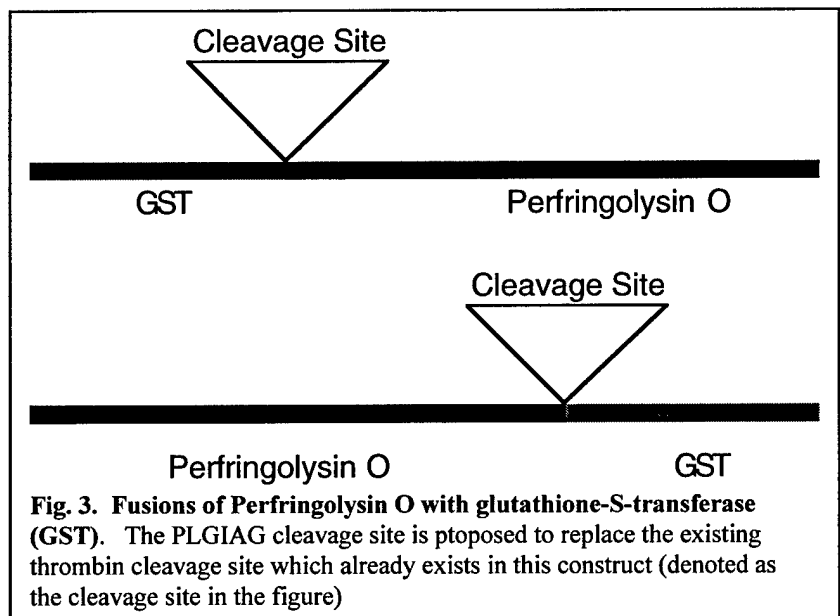 Cleavage Site
GST Perfringolysin O
Cleavage Site
Perfringolysin O GST
Fig. 3. Fusions of Perfringolysin O with glutathione-S-transferase
(GST). The PLGIAG cleavage site is ptoposed to replace the existing
thrombin cleavage site which already exists in this construct (denoted as
the cleavage site in the figure)